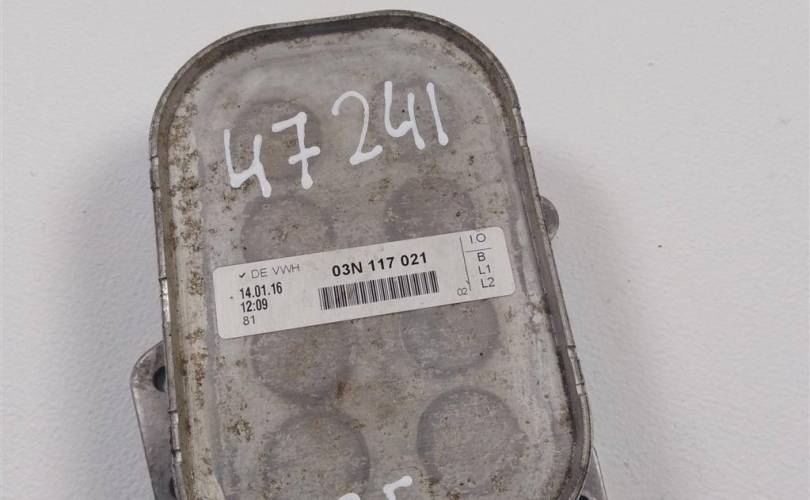 47241
✓ DE VWH
03N 117 021
I.O
14.01.16
B
12:09
L1
81
02
L2